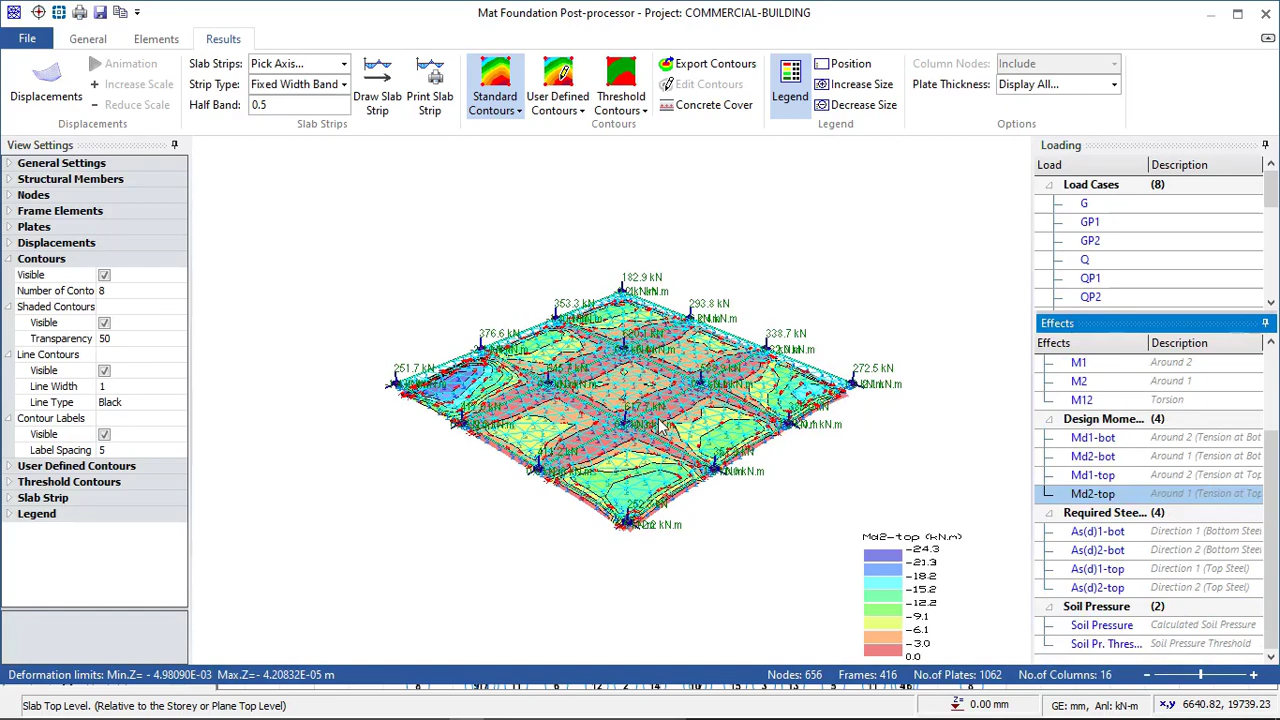 Mat Foundation Post-processor - Project: COMMERCIAL-BUILDING
File General Elements Results
Displacements
Animation
Increase Scale
Reduce Scale
Displacements
Slab Strips: Pick Axis...
Strip Type: Fixed Width Band
Half Band: 0.5
Draw Slab Strip
Print Slab Strip
Slab Strips
Standard Contours
User Defined Contours
Threshold Contours
Export Contours
Edit Contours
Concrete Cover
Contours
Legend
Position
Increase Size
Decrease Size
Legend
Column Nodes: Include
Plate Thickness: Display All...
Options
View Settings
General Settings
Structural Members
Nodes
Frame Elements
Plates
Displacements
Contours
Visible
Number of Conto 8
Shaded Contours
Visible
Transparency 50
Line Contours
Visible
Line Width 1
Line Type Black
Contour Labels
Visible
Label Spacing 5
User Defined Contours
Threshold Contours
Slab Strip
Legend
182.9 kN
353.3 kN
293.8 kN
376.6 kN
338.7 kN
251.7 kN
272.5 kN
Md2-top (kN.m)
-24.3
-21.3
-18.2
-15.2
-12.2
-9.1
-6.1
-3.0
0.0
Loading
Load Description
Load Cases (8)
G
GP1
GP2
Q
QP1
QP2
Effects
Effects Description
M1 Around 2
M2 Around 1
M12 Torsion
Design Mome... (4)
Md1-bot Around 2 (Tension at Bot
Md2-bot Around 1 (Tension at Bot
Md1-top Around 2 (Tension at Top
Md2-top Around 1 (Tension at Top
Required Stee... (4)
As(d)1-bot Direction 1 (Bottom Steel
As(d)2-bot Direction 2 (Bottom Steel
As(d)1-top Direction 1 (Top Steel)
As(d)2-top Direction 2 (Top Steel)
Soil Pressure (2)
Soil Pressure Calculated Soil Pressure
Soil Pr. Thres... Soil Pressure Threshold
Deformation limits: Min.Z= - 4.98090E-03 Max.Z= - 4.20832E-05 m Nodes: 656 Frames: 416 No.of Plates: 1062 No.of Columns: 16
Slab Top Level. (Relative to the Storey or Plane Top Level) Z= 0.00 mm GE: mm, Anl: kN-m x,y 6640.82, 19739.23